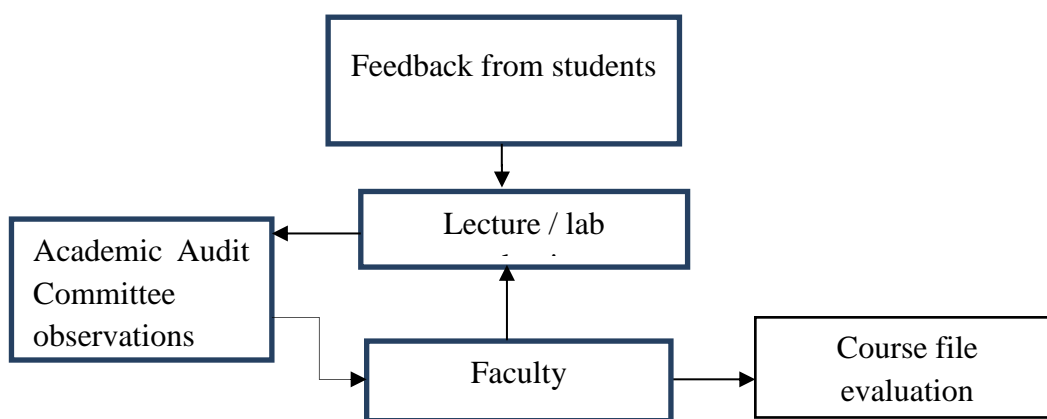 Feedback from students
Lecture / lab
Academic Audit
Committee
observations
Faculty
Course file
evaluation